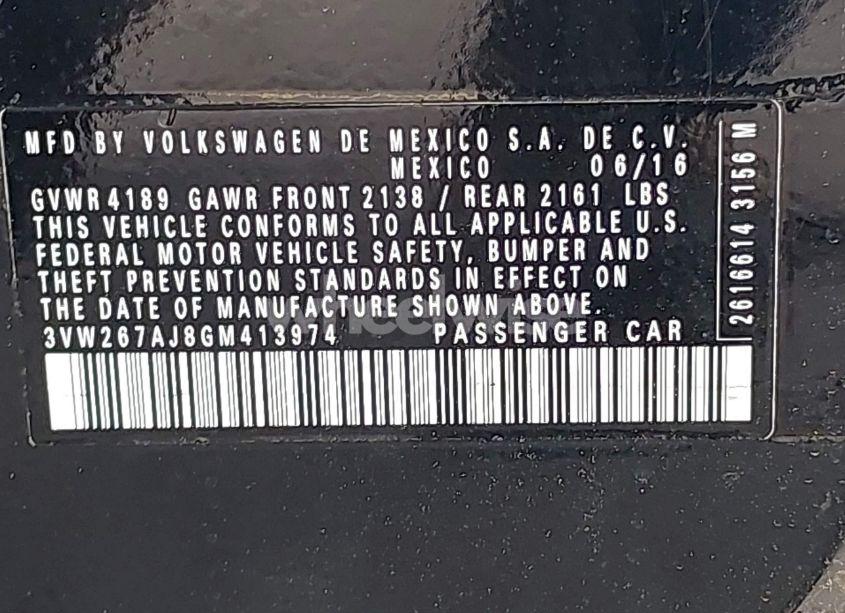 MFD BY VOLKSWAGEN DE MEXICO S.A. DE C.V.
MEXICO 06/16
GVWR 4189 GAWR FRONT 2138 / REAR 2161 LBS
THIS VEHICLE CONFORMS TO ALL APPLICABLE U.S.
FEDERAL MOTOR VEHICLE SAFETY, BUMPER AND
THEFT PREVENTION STANDARDS IN EFFECT ON
THE DATE OF MANUFACTURE SHOWN ABOVE.
3VW267AJ8GM413974 PASSENGER CAR
2616614 3156 M